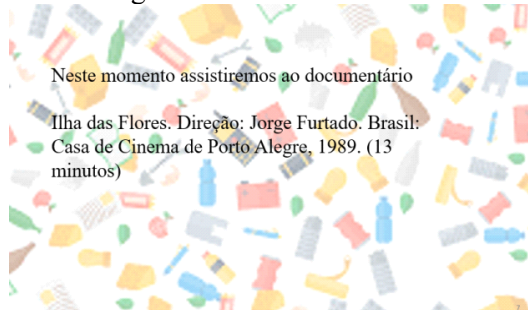 Neste momento assistiremos ao documentário
Ilha das Flores. Direção: Jorge Furtado. Brasil:
Casa de Cinema de Porto Alegre, 1989. (13
minutos)